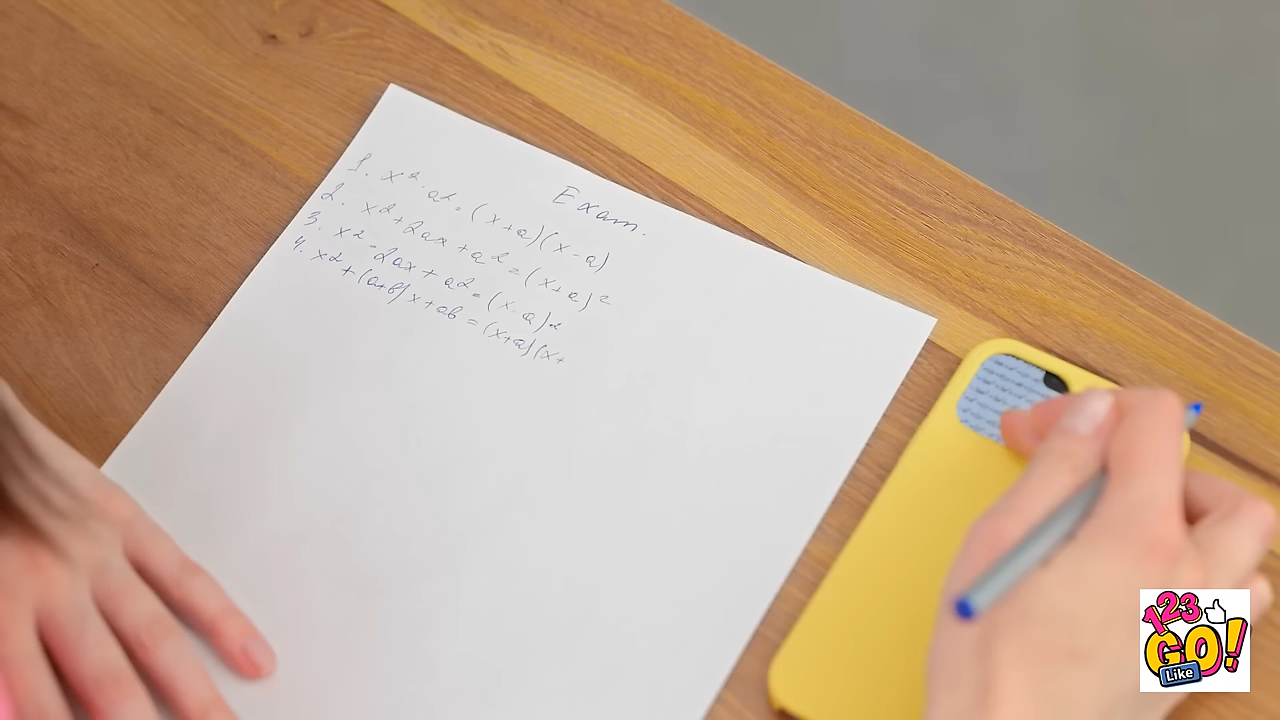 Exam.
1. x² - a² = (x+a)(x-a)
2. x² + 2ax + a² = (x+a)²
3. x² - 2ax + a² = (x-a)²
4. x² + (a+b)x + ab = (x+a)(x+
123
GO!
Like